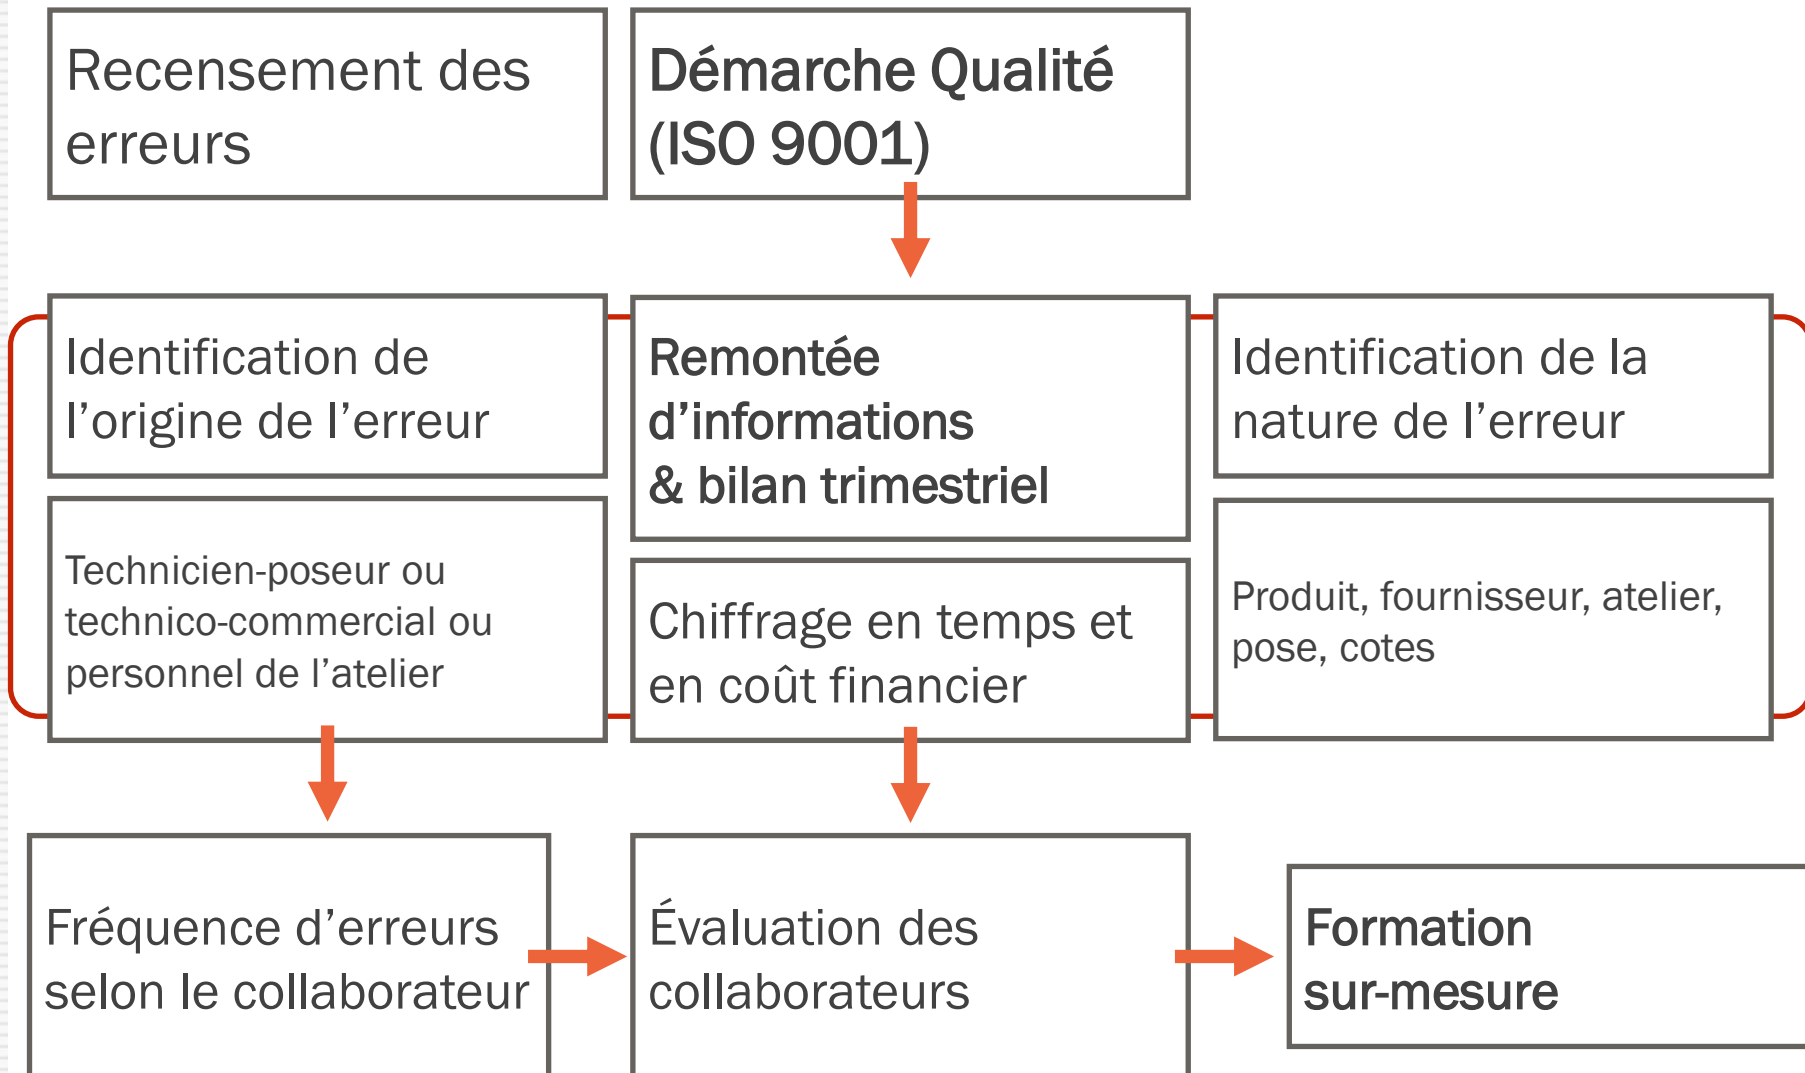 Recensement des
erreurs
Démarche Qualité
(ISO 9001)
Identification de
l’origine de l’erreur
Remontée
d’informations
& bilan trimestriel
Identification de la
nature de l’erreur
Technicien-poseur ou
technico-commercial ou
personnel de l’atelier
Chiffrage en temps et
en coût financier
Produit, fournisseur, atelier,
pose, cotes
Fréquence d’erreurs
selon le collaborateur
Évaluation des
collaborateurs
Formation
sur-mesure